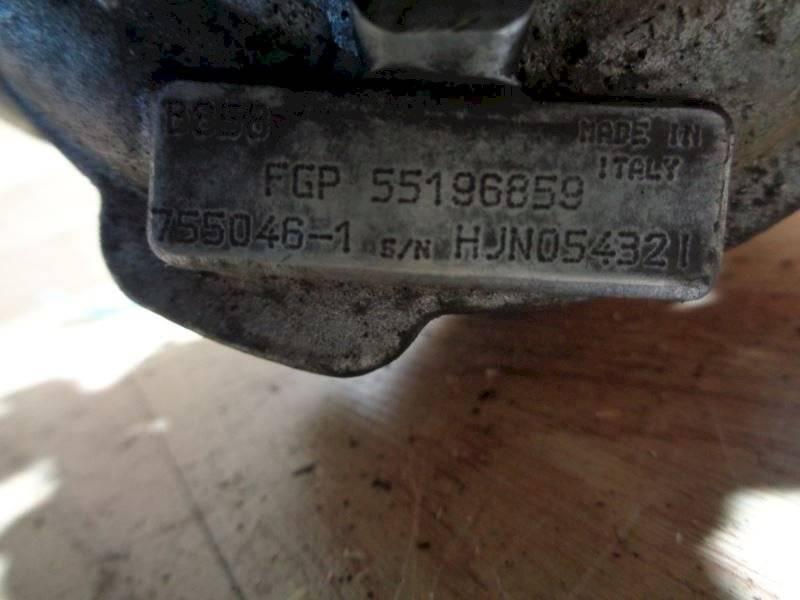 MADE IN
ITALY
FGP 55196859
755046-1 S/N HJN054321